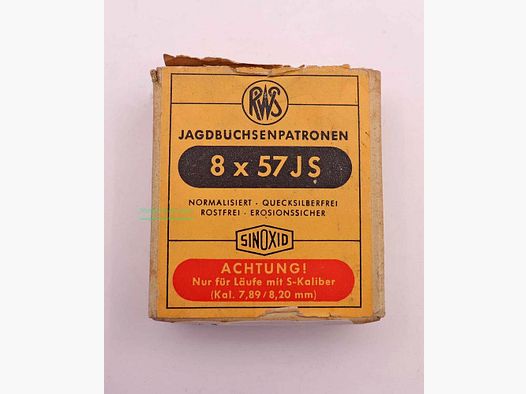 RWS
JAGDBUCHSENPATRONEN
8 x 57 JS
NORMALISIERT - QUECKSILBERFREI
ROSTFREI - EROSIONSSICHER
SINOXID
ACHTUNG!
Nur für Läufe mit S-Kaliber
(Kal. 7,89/8,20 mm)